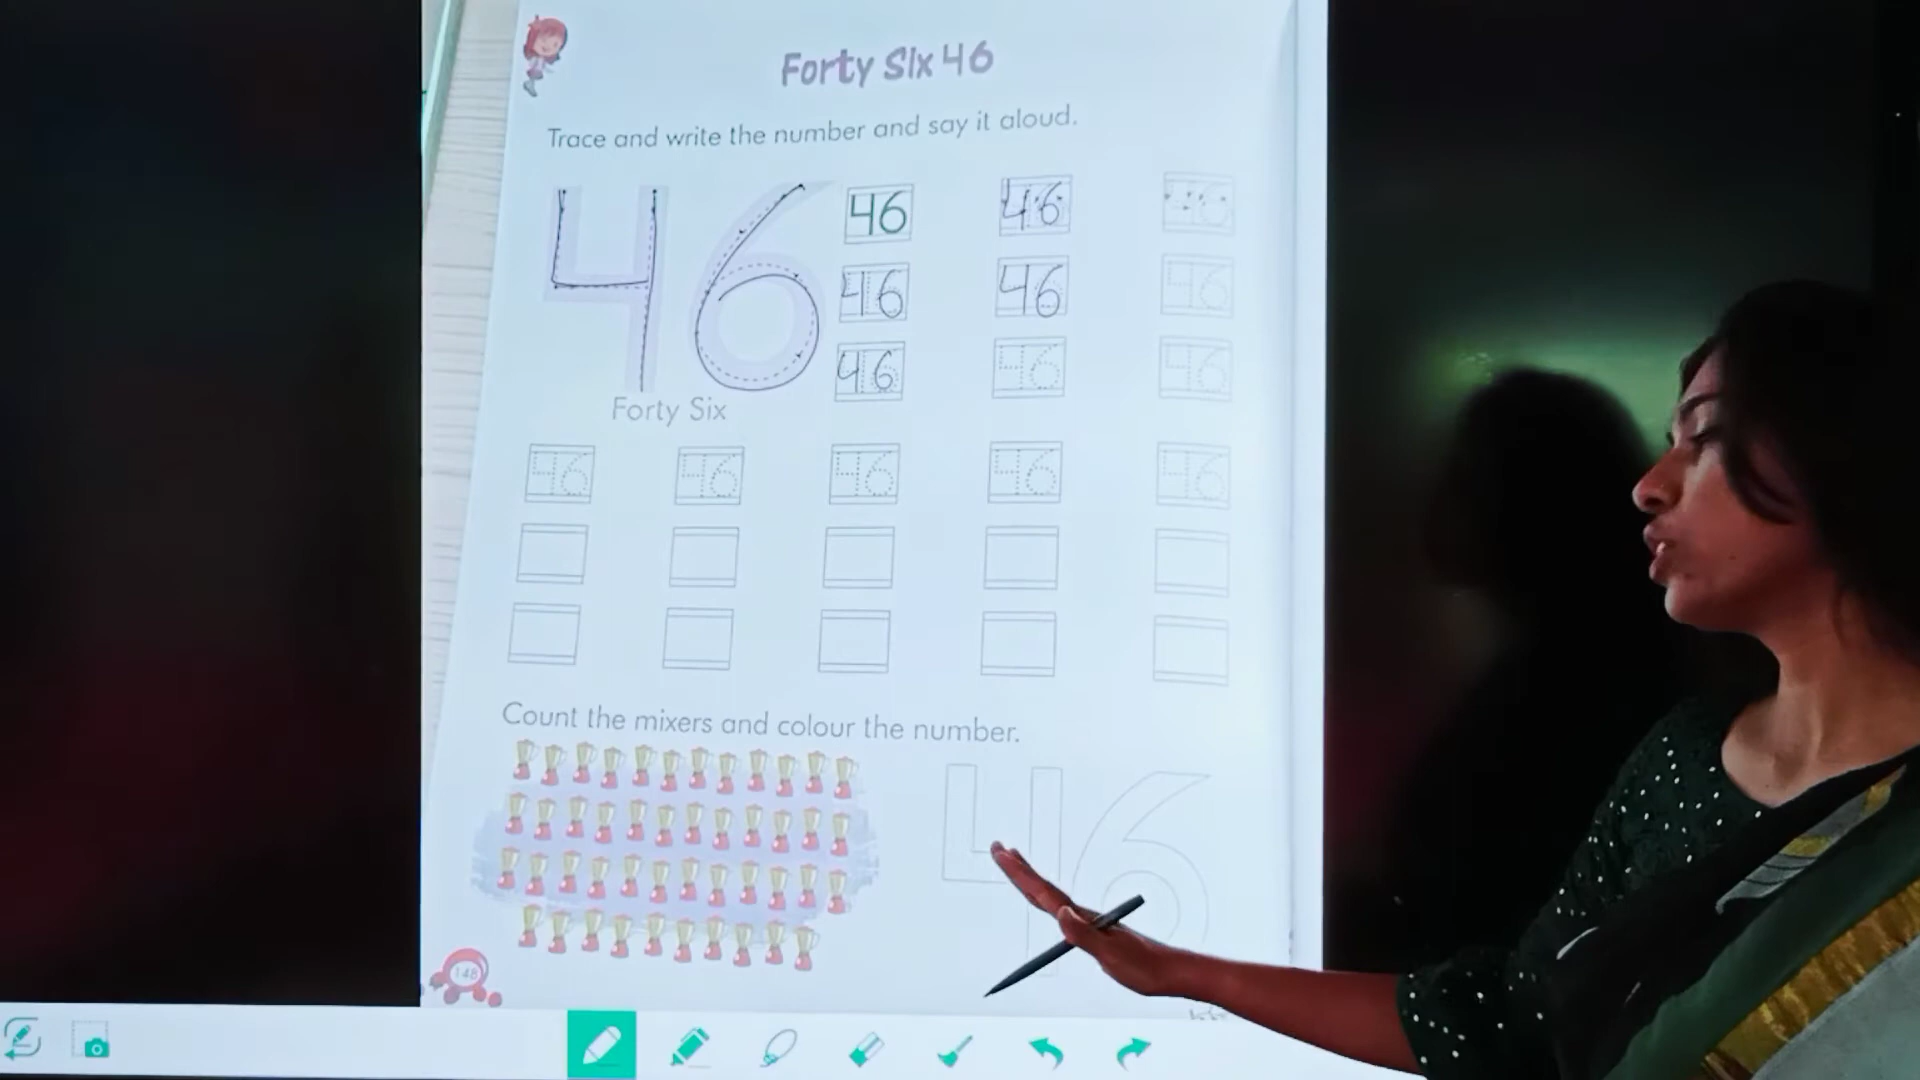 Forty Six 46
Trace and write the number and say it aloud.
46 46 46 46
46 46 46
46 46 46
Forty Six
46 46 46 46 46
Count the mixers and colour the number.
46
148